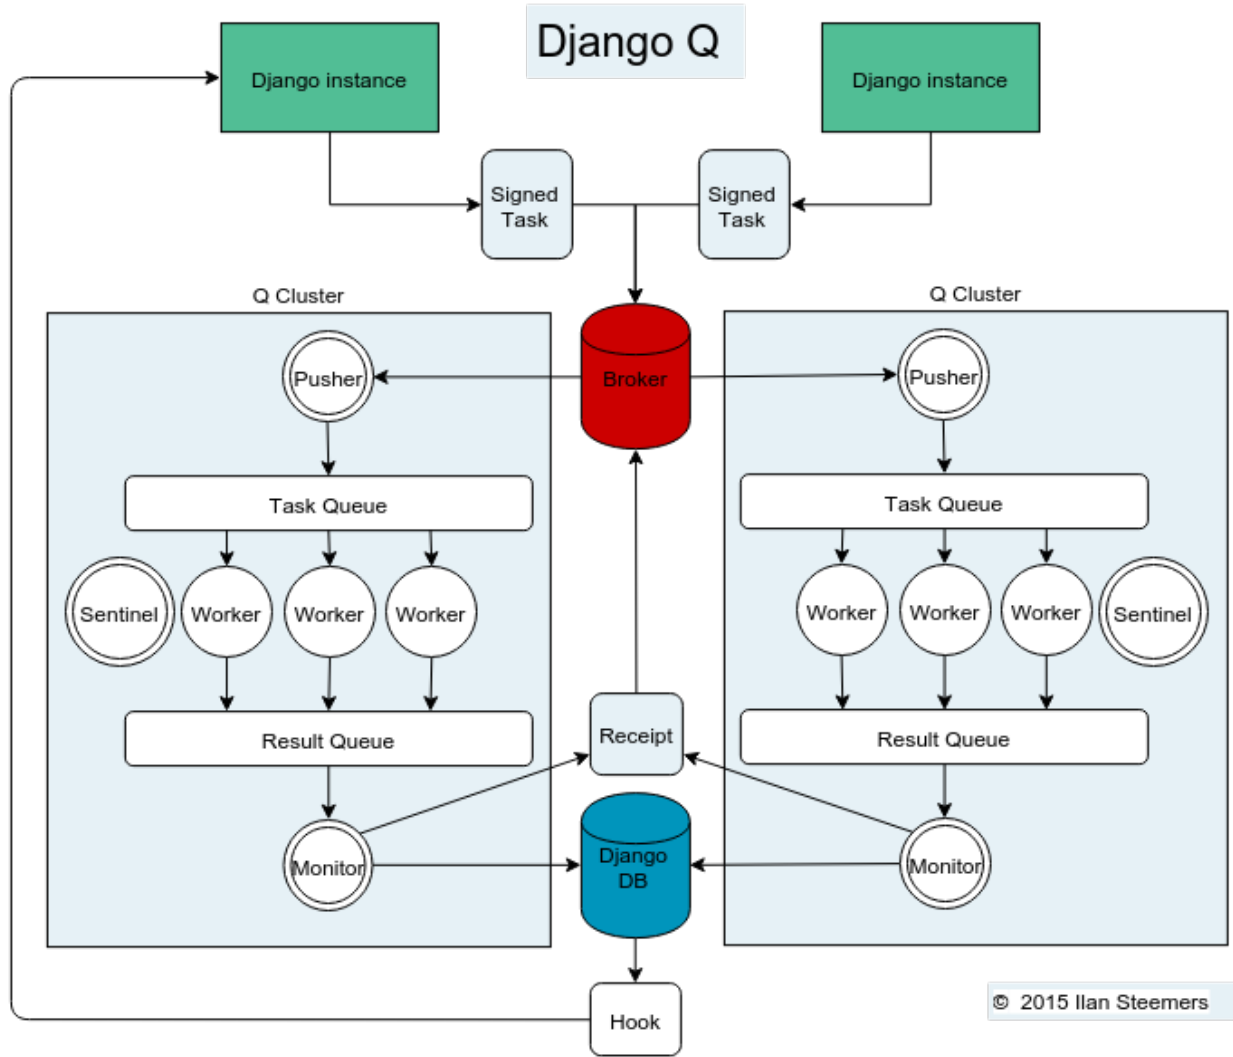 Django Q
Django instance
Django instance
Signed
Task
Signed
Task
Q Cluster
Q Cluster
Pusher
Broker
Pusher
Task Queue
Task Queue
Sentinel
Worker
Worker
Worker
Worker
Worker
Worker
Sentinel
Result Queue
Receipt
Result Queue
Monitor
Django
DB
Monitor
Hook
© 2015 Ilan Steemers